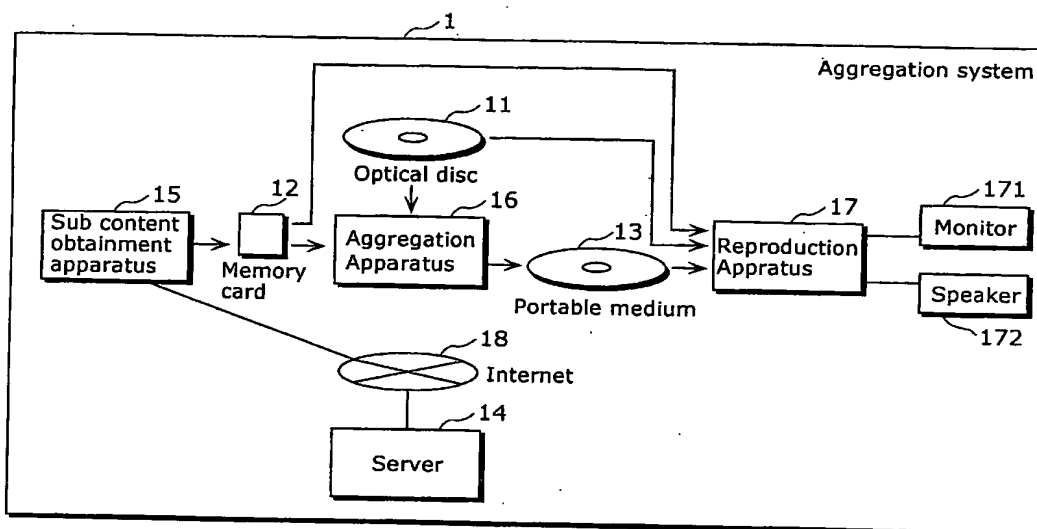 1
Aggregation system
11
Optical disc
15
Sub content
obtainment
apparatus
12
Memory
card
16
Aggregation
Apparatus
13
Portable medium
17
Reproduction
Appratus
171
Monitor
Speaker
172
18
Internet
14
Server